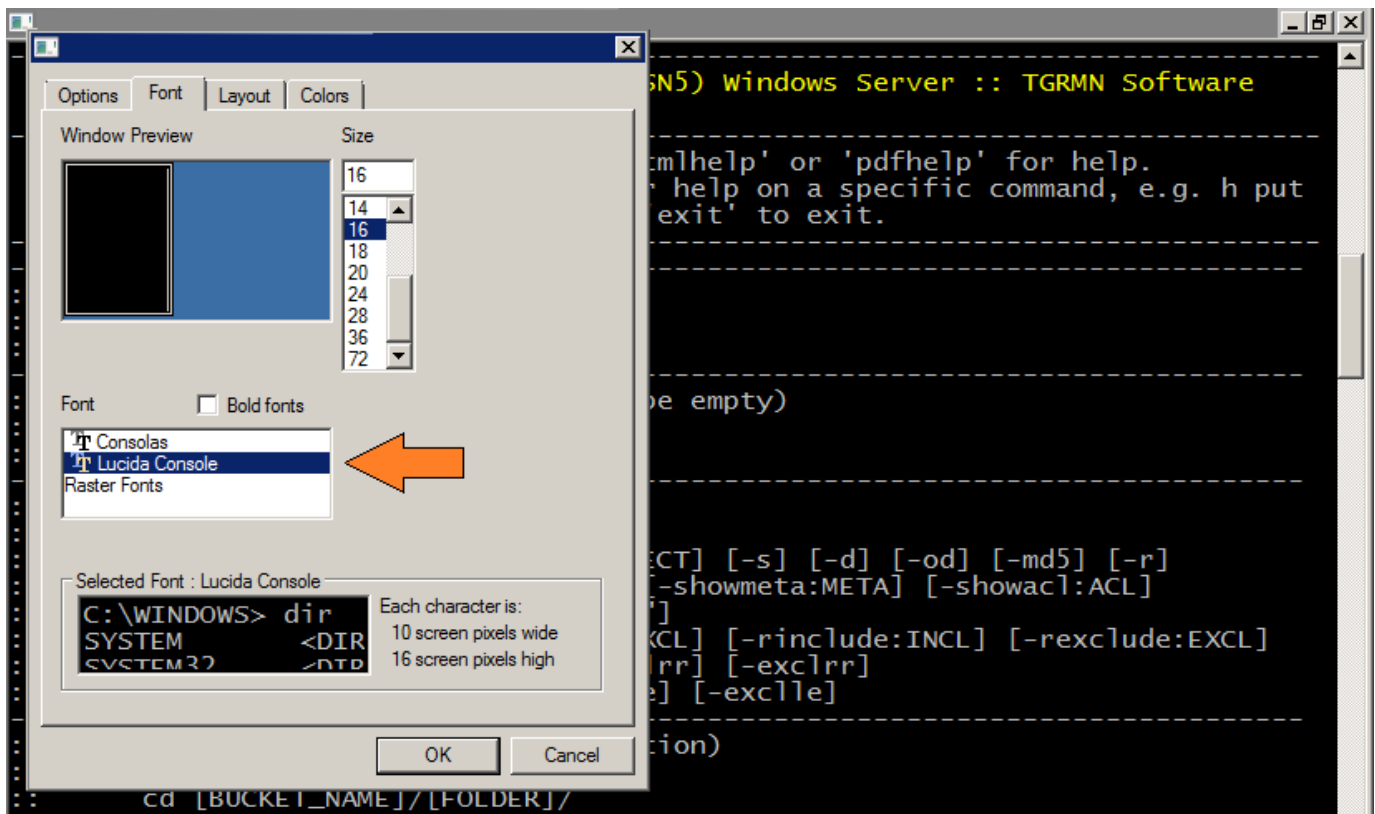 Options Font Layout Colors
Window Preview
Size
16
14
16
18
20
24
28
36
72
Font
Bold fonts
Consolas
Lucida Console
Raster Fonts
Selected Font : Lucida Console
C:\WINDOWS> dir
SYSTEM <DIR
SYSTEM32 <DIR
Each character is:
10 screen pixels wide
16 screen pixels high
OK Cancel
SN5) Windows Server :: TGRMN Software
------------------------------------------
tmlhelp' or 'pdfhelp' for help.
r help on a specific command, e.g. h put
'exit' to exit.
be empty)
ECT] [-s] [-d] [-od] [-md5] [-r]
[-showmeta:META] [-showacl:ACL]
"]
XCL] [-rinclude:INCL] [-rexclude:EXCL]
lrr] [-exclrr]
e] [-exclle]
tion)
:: cd [BUCKET_NAME]/[FOLDER]/